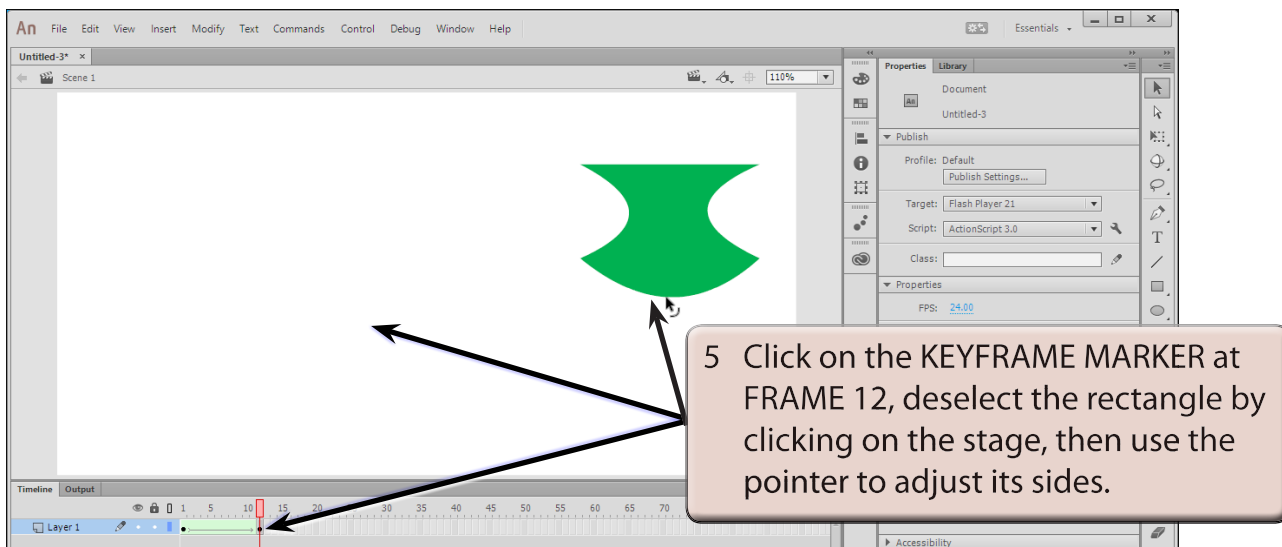 An File Edit View Insert Modify Text Commands Control Debug Window Help Essentials
Untitled-3* ×
Scene 1 110%
Properties Library
Document
An
Untitled-3
Publish
Profile: Default
Publish Settings...
Target: Flash Player 21
Script: ActionScript 3.0
Class:
Properties
FPS: 24.00
T
5 Click on the KEYFRAME MARKER at
FRAME 12, deselect the rectangle by
clicking on the stage, then use the
pointer to adjust its sides.
Timeline Output
1 5 10 15 20 30 35 40 45 50 55 60 65 70
Layer 1
Accessibility